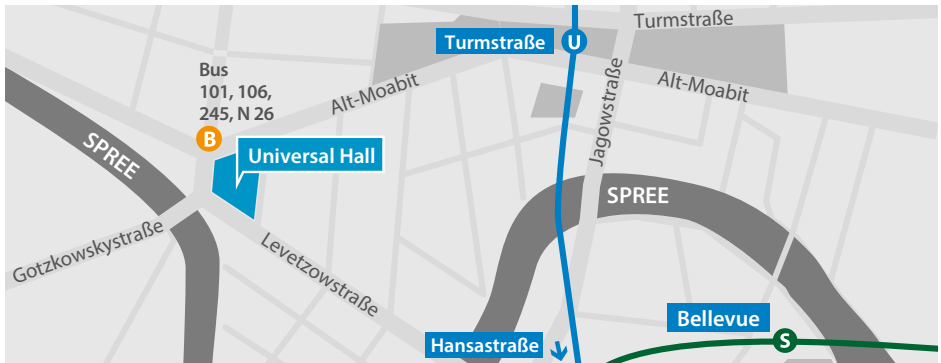 Turmstraße
Turmstraße
U
Bus
101, 106,
245, N 26
B
Alt-Moabit
Alt-Moabit
Jagowstraße
SPREE
Universal Hall
SPREE
Gotzkowskystraße
Levetzowstraße
Bellevue
S
Hansastraße